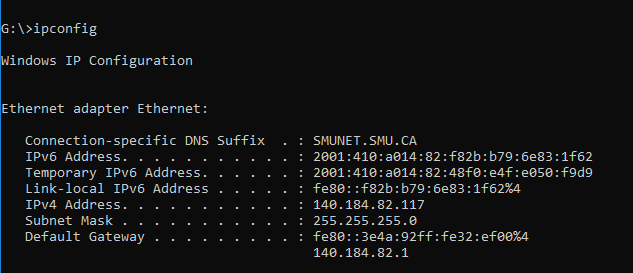 G:\>ipconfig
Windows IP Configuration
Ethernet adapter Ethernet:
Connection-specific DNS Suffix  . : SMUNET.SMU.CA
IPv6 Address. . . . . . . . . . . : 2001:410:a014:82:f82b:b79:6e83:1f62
Temporary IPv6 Address. . . . . . : 2001:410:a014:82:48f0:e4f:e050:f9d9
Link-local IPv6 Address . . . . . : fe80::f82b:b79:6e83:1f62%4
IPv4 Address. . . . . . . . . . . : 140.184.82.117
Subnet Mask . . . . . . . . . . . : 255.255.255.0
Default Gateway . . . . . . . . . : fe80::3e4a:92ff:fe32:ef00%4
140.184.82.1